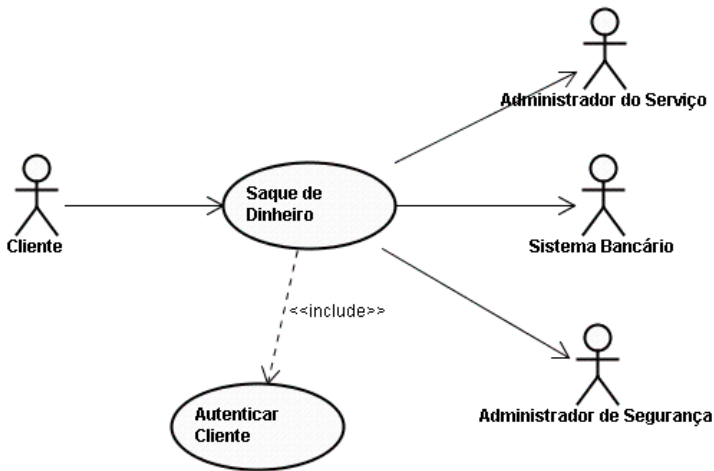 Administrador do Serviço
Saque de
Dinheiro
Cliente
Sistema Bancário
<<include>>
Autenticar
Cliente
Administrador de Segurança